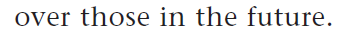 over those in the future.